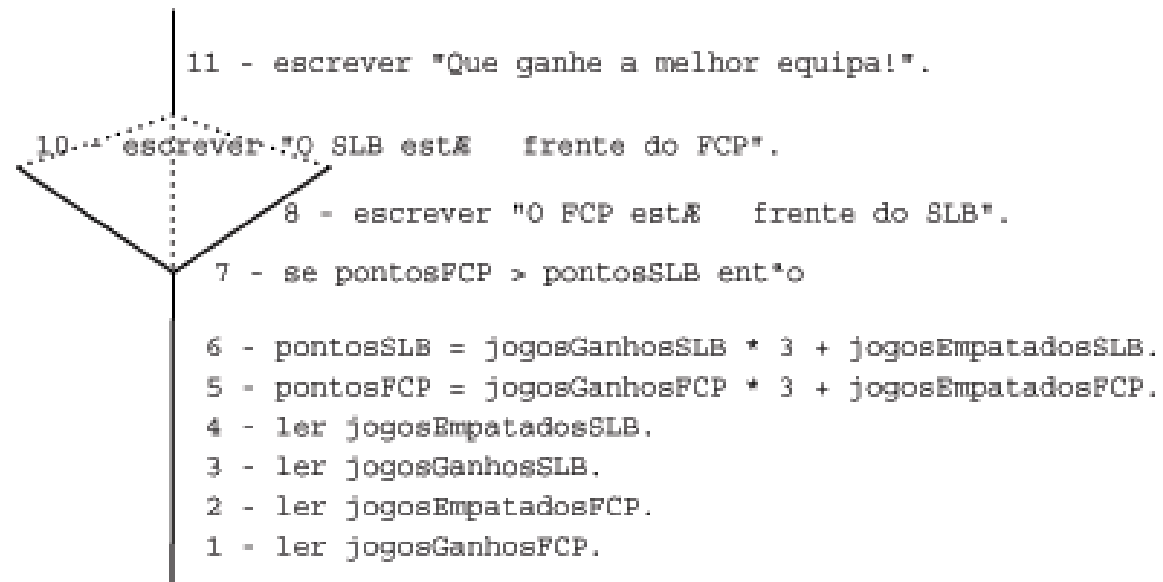 11 - escrever "Que ganhe a melhor equipa!".
10 - escrever "O SLB estÆ   frente do FCP".
8 - escrever "O FCP estÆ   frente do SLB".
7 - se pontosFCP > pontosSLB ent"o
6 - pontosSLB = jogosGanhosSLB * 3 + jogosEmpatadosSLB.
5 - pontosFCP = jogosGanhosFCP * 3 + jogosEmpatadosFCP.
4 - ler jogosEmpatadosSLB.
3 - ler jogosGanhosSLB.
2 - ler jogosEmpatadosFCP.
1 - ler jogosGanhosFCP.